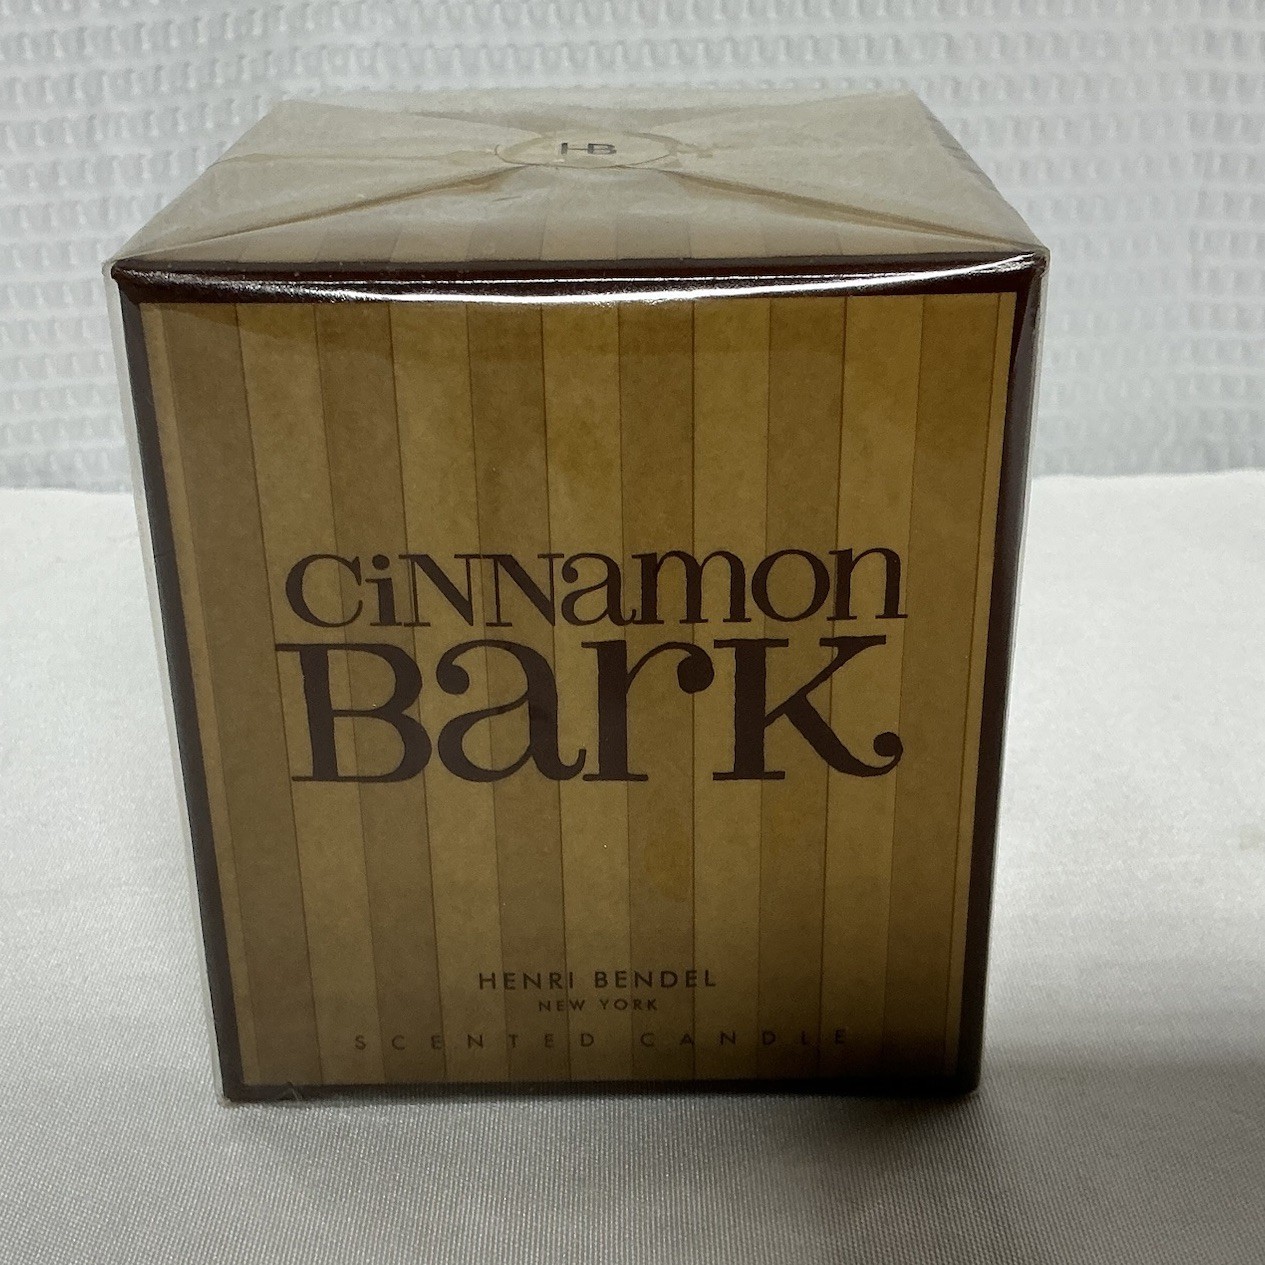 HB
CiNNamon
Bark
HENRI BENDEL
NEW YORK
SCENTED CANDLE